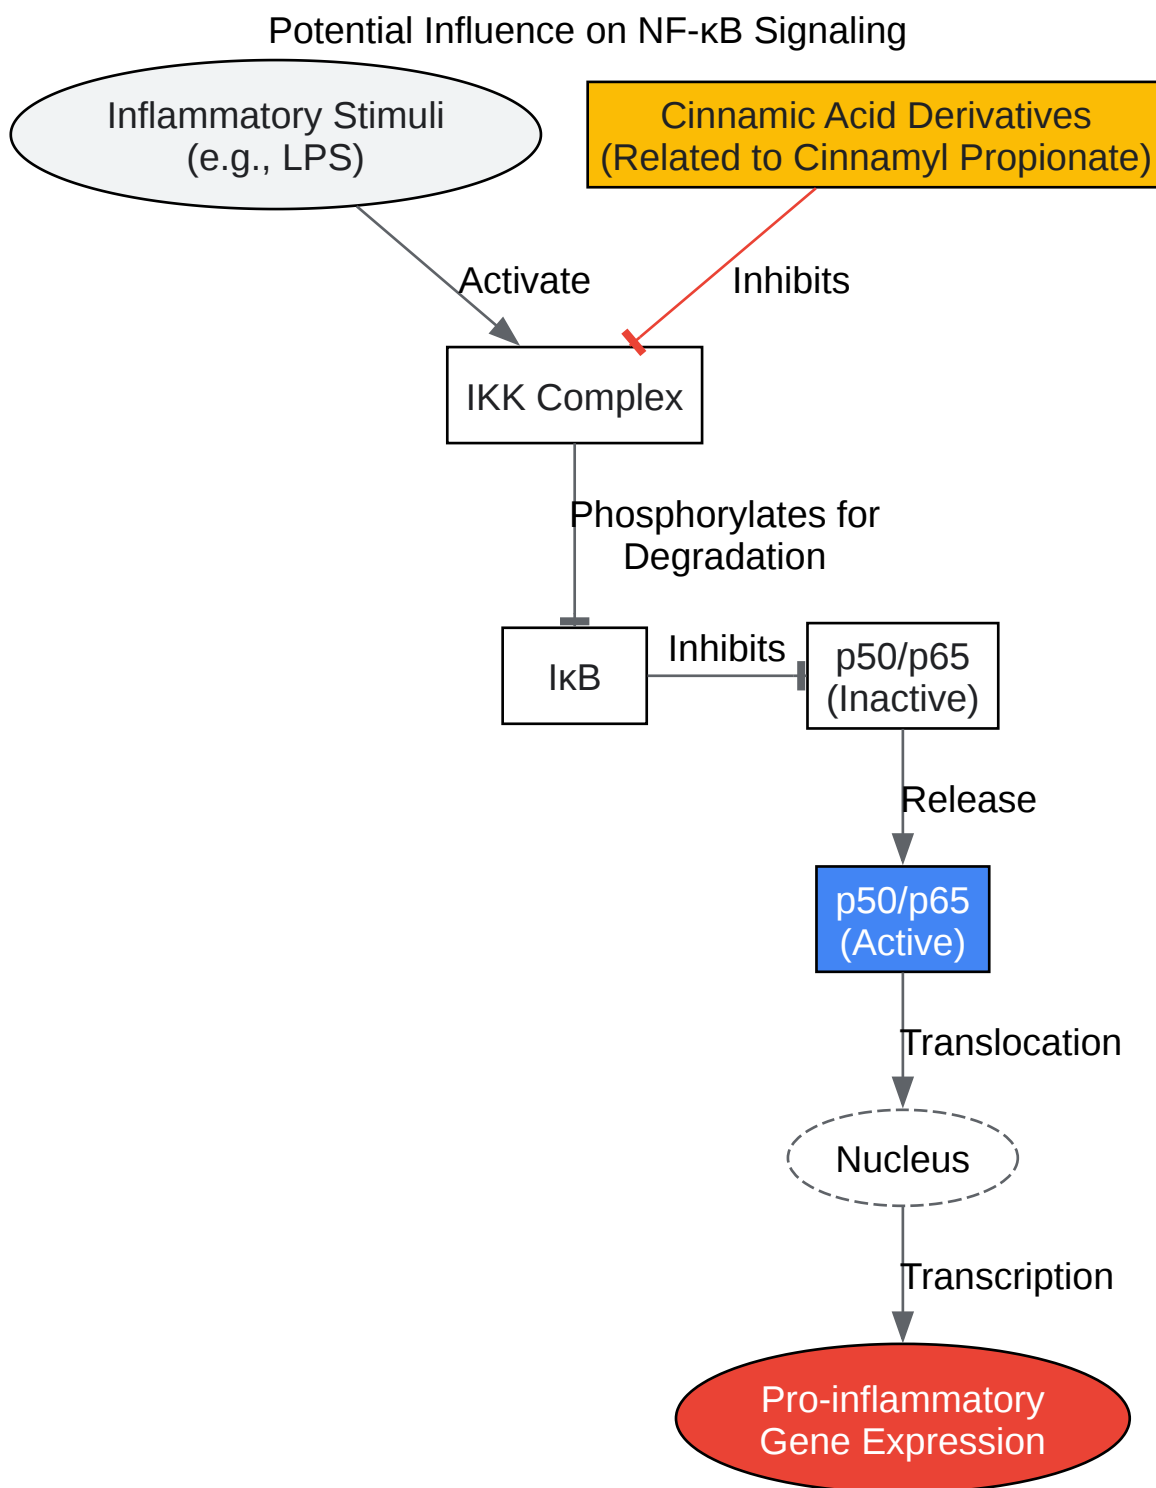 Potential Influence on NF-κB Signaling
Inflammatory Stimuli
(e.g., LPS)
Cinnamic Acid Derivatives
(Related to Cinnamyl Propionate)
Activate
Inhibits
IKK Complex
Phosphorylates for
Degradation
IκB
Inhibits
p50/p65
(Inactive)
Release
p50/p65
(Active)
Translocation
Nucleus
Transcription
Pro-inflammatory
Gene Expression